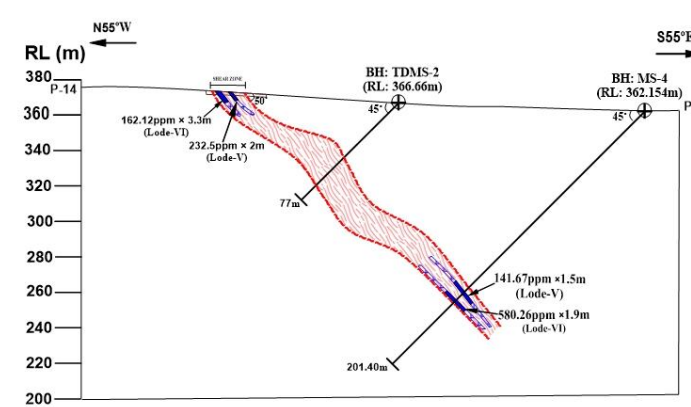 N55°W
S55°E
RL (m)
380
360
340
320
300
280
260
240
220
200
P-14
P
SHEAR ZONE
50°
162.12ppm × 3.3m
(Lode-VI)
232.5ppm × 2m
(Lode-V)
BH: TDMS-2
(RL: 366.66m)
45°
77m
BH: MS-4
(RL: 362.154m)
45°
141.67ppm ×1.5m
(Lode-V)
580.26ppm ×1.9m
(Lode-VI)
201.40m